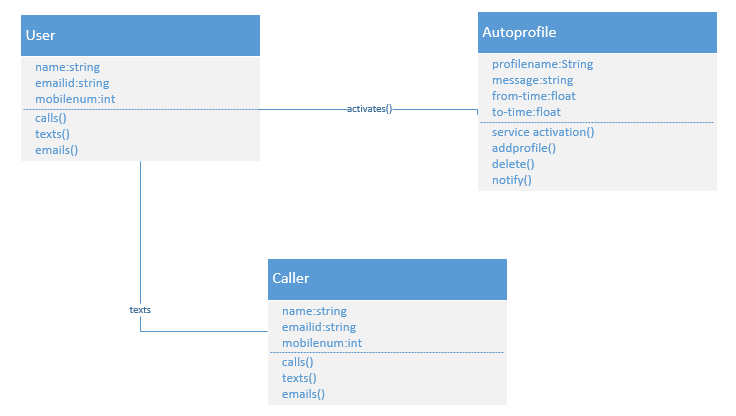 User
name:string
emailid:string
mobilenum:int
calls()
texts()
emails()
activates()
Autoprofile
profilename:String
message:string
from-time:float
to-time:float
service activation()
addprofile()
delete()
notify()
texts
Caller
name:string
emailid:string
mobilenum:int
calls()
texts()
emails()